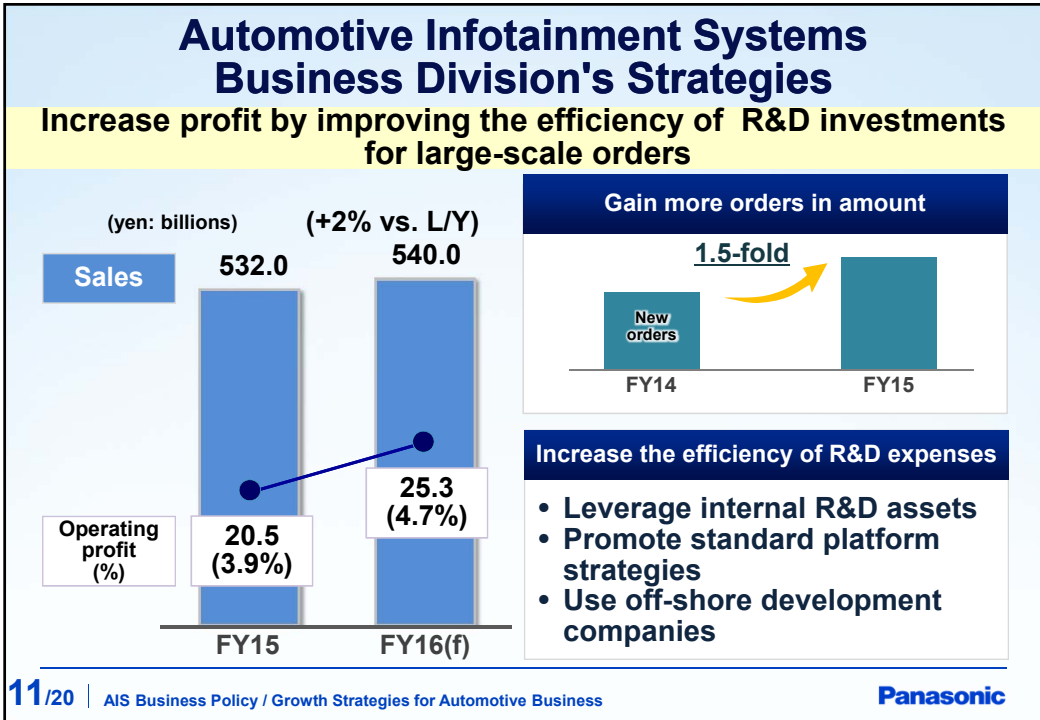 Automotive Infotainment Systems
Business Division's Strategies
Increase profit by improving the efficiency of R&D investments
for large-scale orders
(yen: billions)
(+2% vs. L/Y)
Sales
532.0
540.0
Operating
profit
(%)
20.5
(3.9%)
25.3
(4.7%)
FY15
FY16(f)
Gain more orders in amount
1.5-fold
New
orders
FY14
FY15
Increase the efficiency of R&D expenses
• Leverage internal R&D assets
• Promote standard platform
strategies
• Use off-shore development
companies
11/20
AIS Business Policy / Growth Strategies for Automotive Business
Panasonic